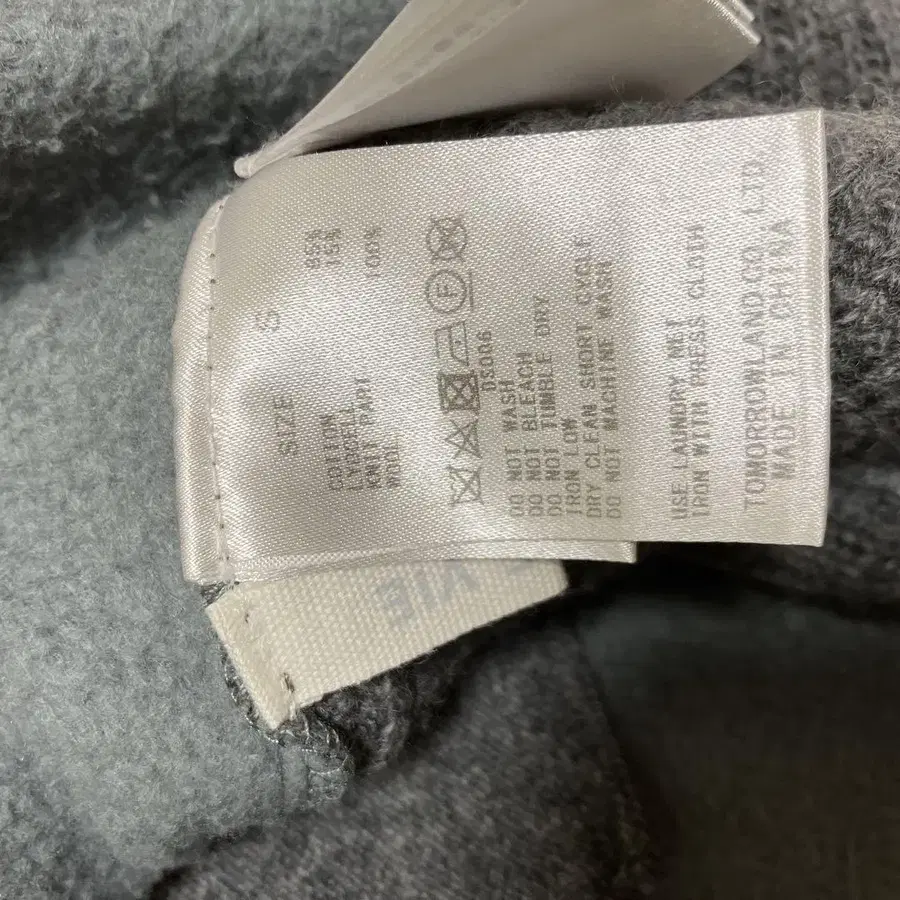 SIZE S
COTTON 85%
LYOCELL 15%
KNIT PART
WOOL 100%
DSOR6
DO NOT WASH
DO NOT BLEACH
DO NOT TUMBLE DRY
IRON LOW
DRY CLEAN SHORT CYCLE
DO NOT MACHINE WASH
USE LAUNDRY NET
IRON WITH PRESS CLOTH
TOMORROWLAND.CO.LTD.
MADE IN CHINA